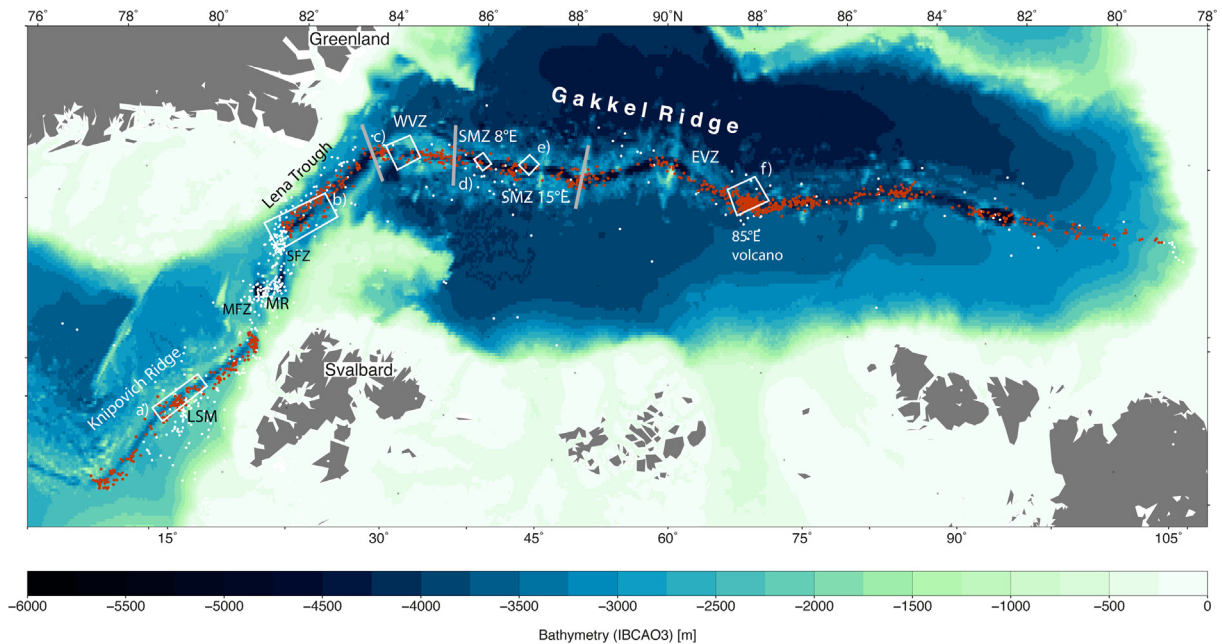 76° 78° 80° 82° 84° 86° 88° 90°N 88° 86° 84° 82° 80° 78°
Greenland
Gakkel Ridge
WVZ
c)
SMZ 8°E
e)
EVZ
Lena Trough
d)
SMZ 15°E
f)
b)
85°E
volcano
SFZ
MFZ
MR
Svalbard
Knipovich Ridge
a)
LSM
15° 30° 45° 60° 75° 90° 105°
−6000 −5500 −5000 −4500 −4000 −3500 −3000 −2500 −2000 −1500 −1000 −500 0
Bathymetry (IBCAO3) [m]